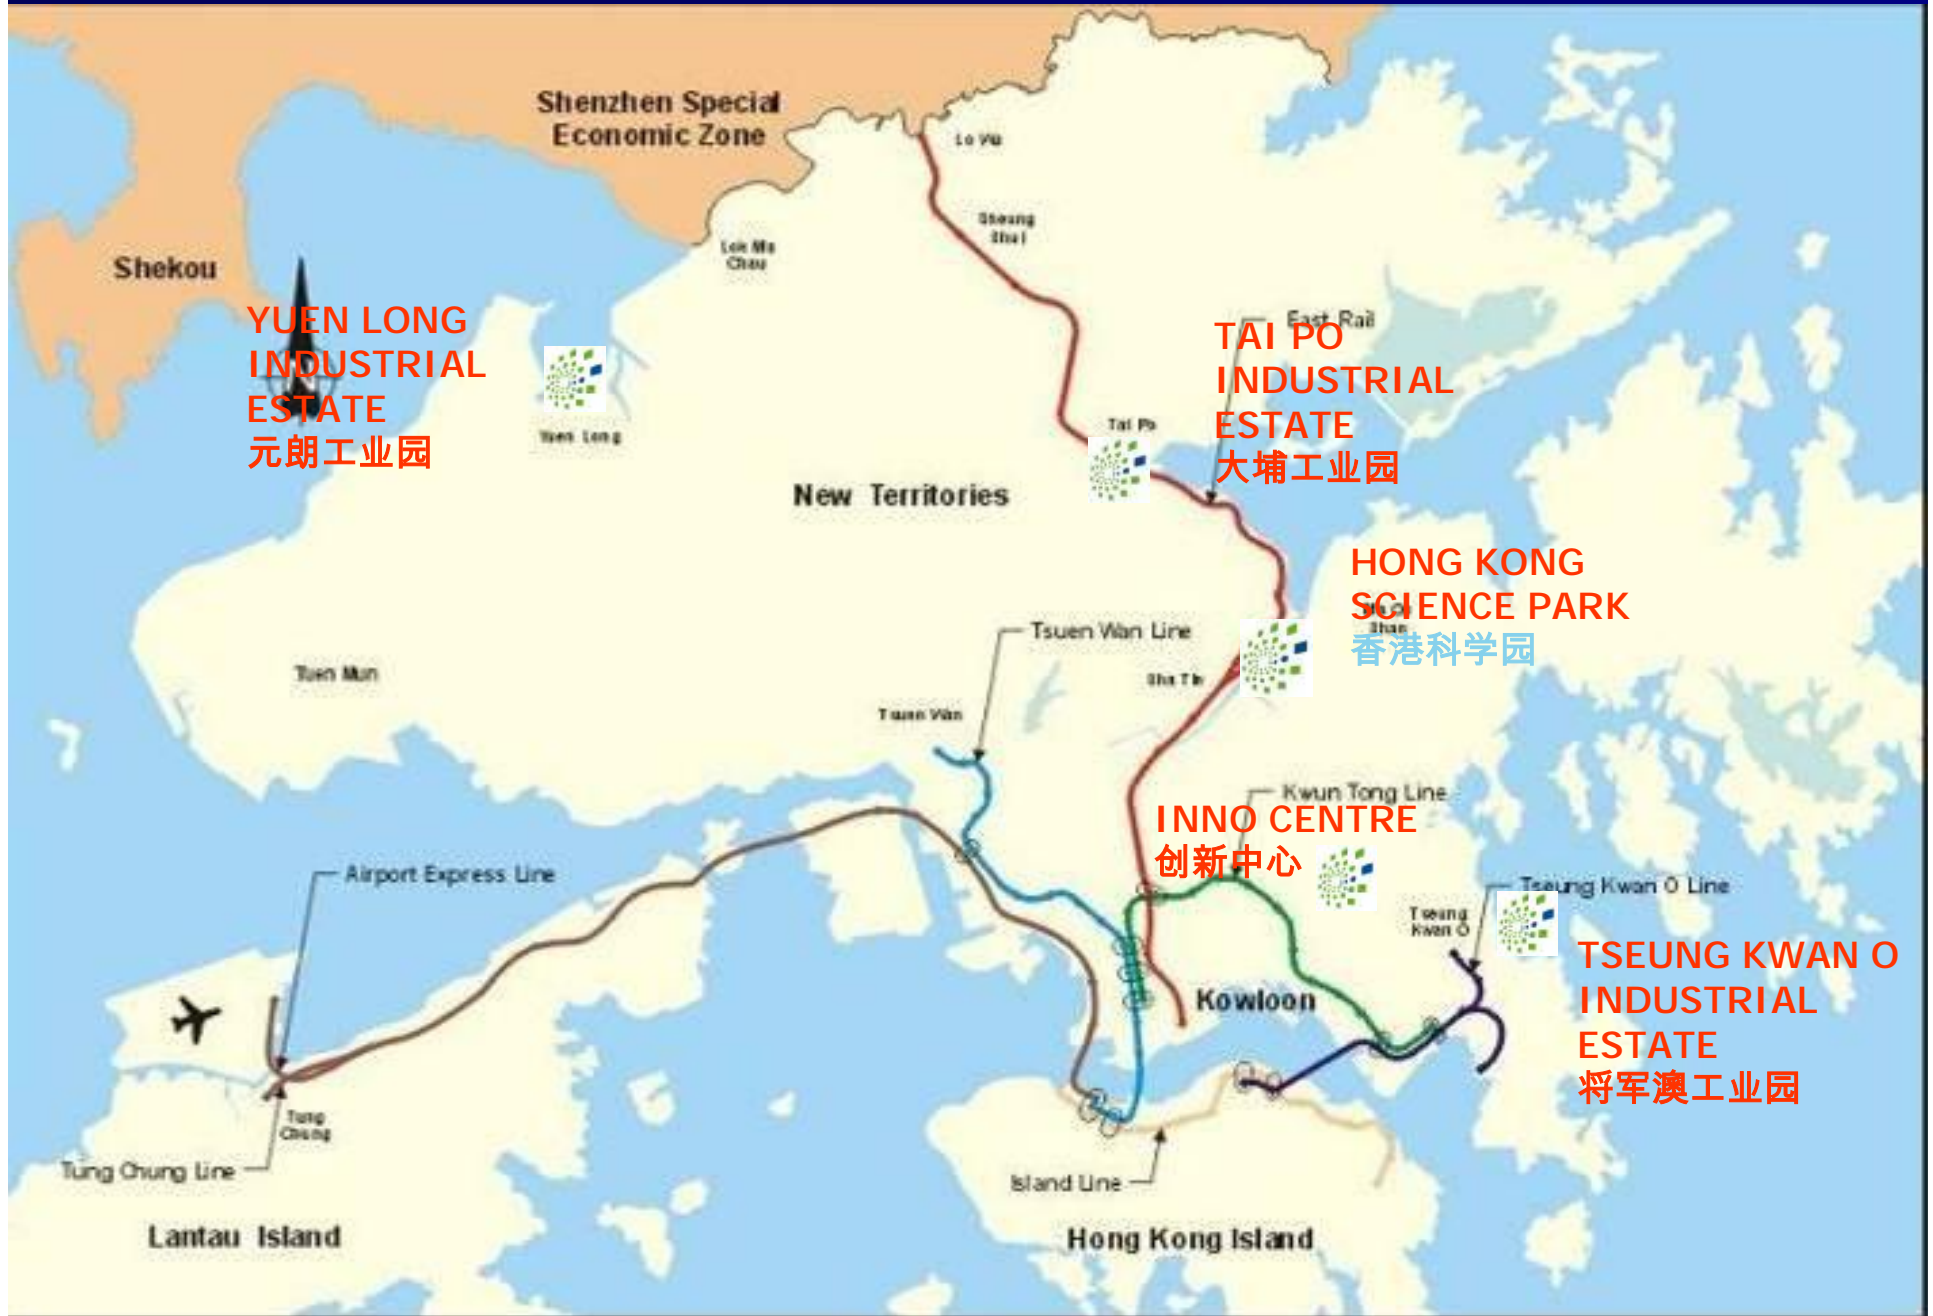 Shenzhen Special
Economic Zone
Lo Wu
Sheung
Shui
Lok Ma
Chau
Shekou
YUEN LONG
INDUSTRIAL
ESTATE
元朗工业园
Yuen Long
East Rail
TAI PO
INDUSTRIAL
ESTATE
大埔工业园
Tai Po
New Territories
HONG KONG
SCIENCE PARK
香港科学园
Shan
Tsuen Wan Line
Tuen Mun
Sha Tin
Tsuen Wan
Kwun Tong Line
INNO CENTRE
创新中心
Airport Express Line
Tseung Kwan O Line
Tseung
Kwan O
TSEUNG KWAN O
INDUSTRIAL
ESTATE
将军澳工业园
Kowloon
Tung
Chung
Tung Chung Line
Island Line
Lantau Island
Hong Kong Island